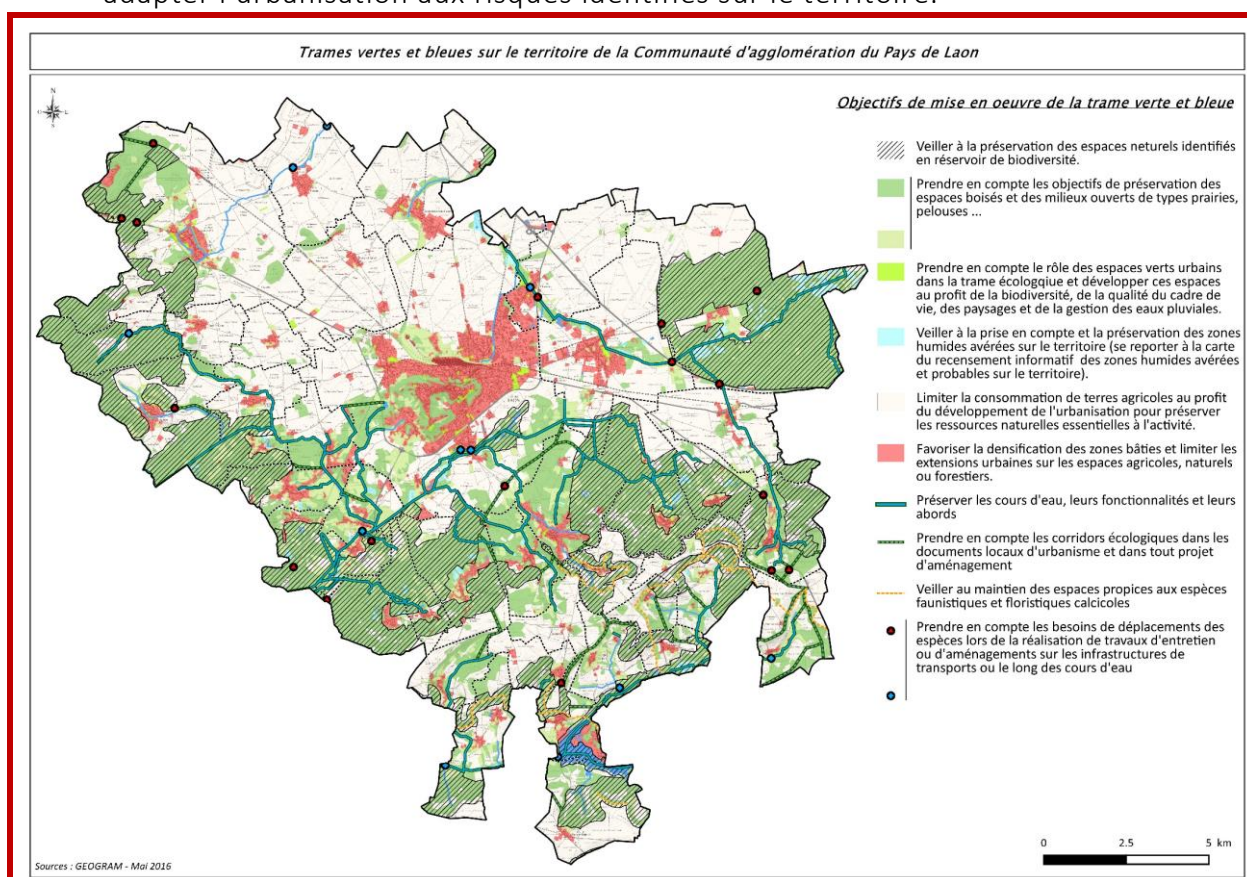 adapter l'urbanisation aux risques identifiés sur le territoire.
Trames vertes et bleues sur le territoire de la Communauté d'agglomération du Pays de Laon
Objectifs de mise en oeuvre de la trame verte et bleue
N
Veiller à la préservation des espaces neturels identifiés
en réservoir de biodiversité.
Prendre en compte les objectifs de préservation des
espaces boisés et des milieux ouverts de types prairies,
pelouses ...
Prendre en compte le rôle des espaces verts urbains
dans la trame écologqiue et développer ces espaces
au profit de la biodiversité, de la qualité du cadre de
vie, des paysages et de la gestion des eaux pluviales.
Veiller à la prise en compte et la préservation des zones
humides avérées sur le territoire (se reporter à la carte
du recensement informatif des zones humides avérées
et probables sur le territoire).
Limiter la consommation de terres agricoles au profit
du développement de l'urbanisation pour préserver
les ressources naturelles essentielles à l'activité.
Favoriser la densification des zones bâties et limiter les
extensions urbaines sur les espaces agricoles, naturels
ou forestiers.
Préserver les cours d'eau, leurs fonctionnalités et leurs
abords
Prendre en compte les corridors écologiques dans les
documents locaux d'urbanisme et dans tout projet
d'aménagement
Veiller au maintien des espaces propices aux espèces
faunistiques et floristiques calcicoles
Prendre en compte les besoins de déplacements des
espèces lors de la réalisation de travaux d'entretien
ou d'aménagements sur les infrastructures de
transports ou le long des cours d'eau
0 2.5 5 km
Sources : GEOGRAM - Mai 2016